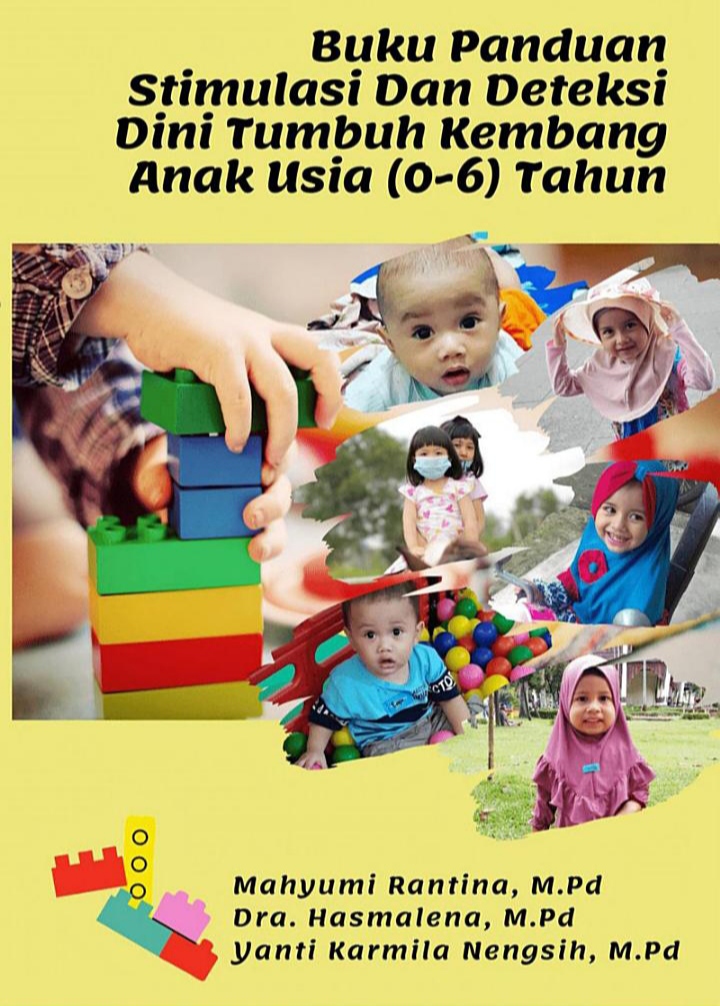 Buku Panduan
Stimulasi Dan Deteksi
Dini Tumbuh Kembang
Anak Usia (0-6) Tahun
Mahyumi Rantina, M.Pd
Dra. Hasmalena, M.Pd
Yanti Karmila Nengsih, M.Pd